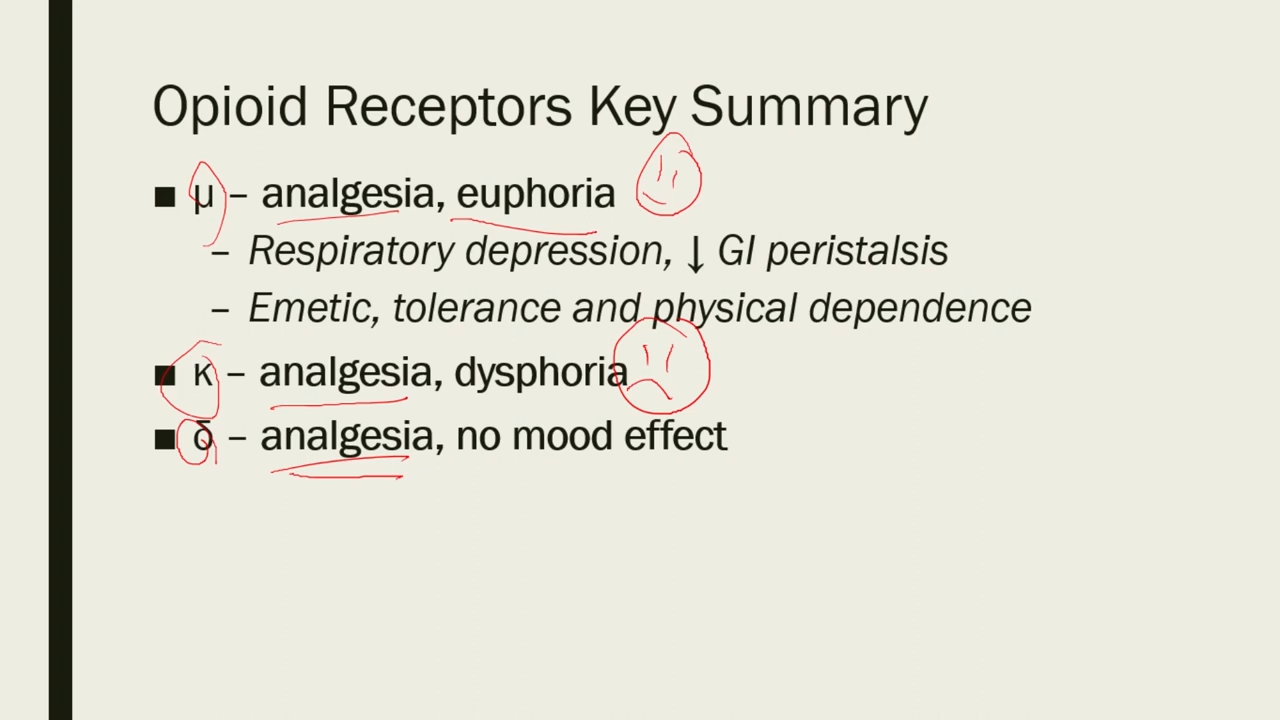 Opioid Receptors Key Summary
■ μ – analgesia, euphoria
– Respiratory depression, ↓ GI peristalsis
– Emetic, tolerance and physical dependence
■ κ – analgesia, dysphoria
■ δ – analgesia, no mood effect